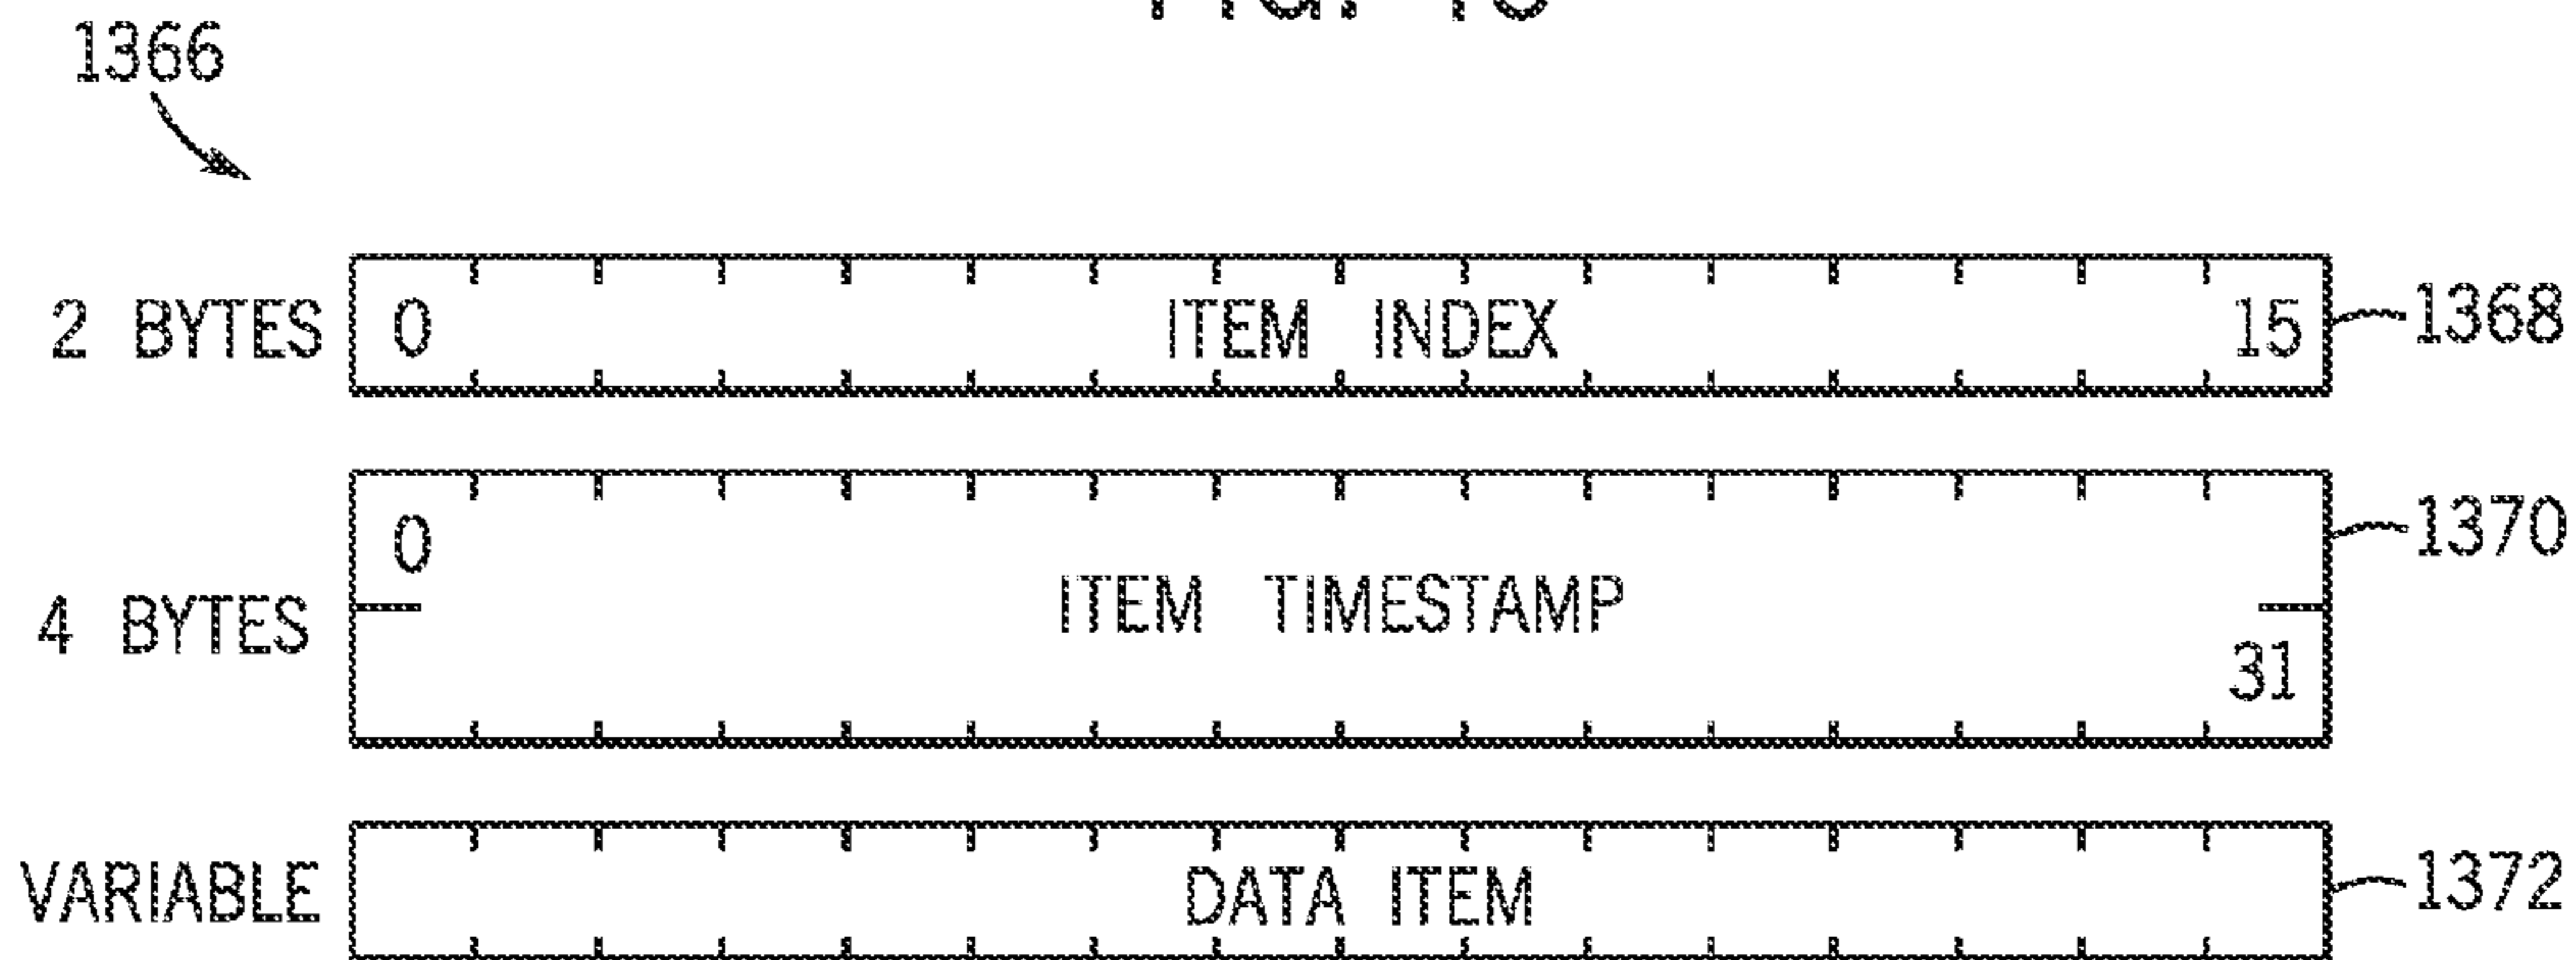 1366
2 BYTES 0 ITEM INDEX 15 1368
0 1370
4 BYTES ITEM TIMESTAMP
31
VARIABLE DATA ITEM 1372